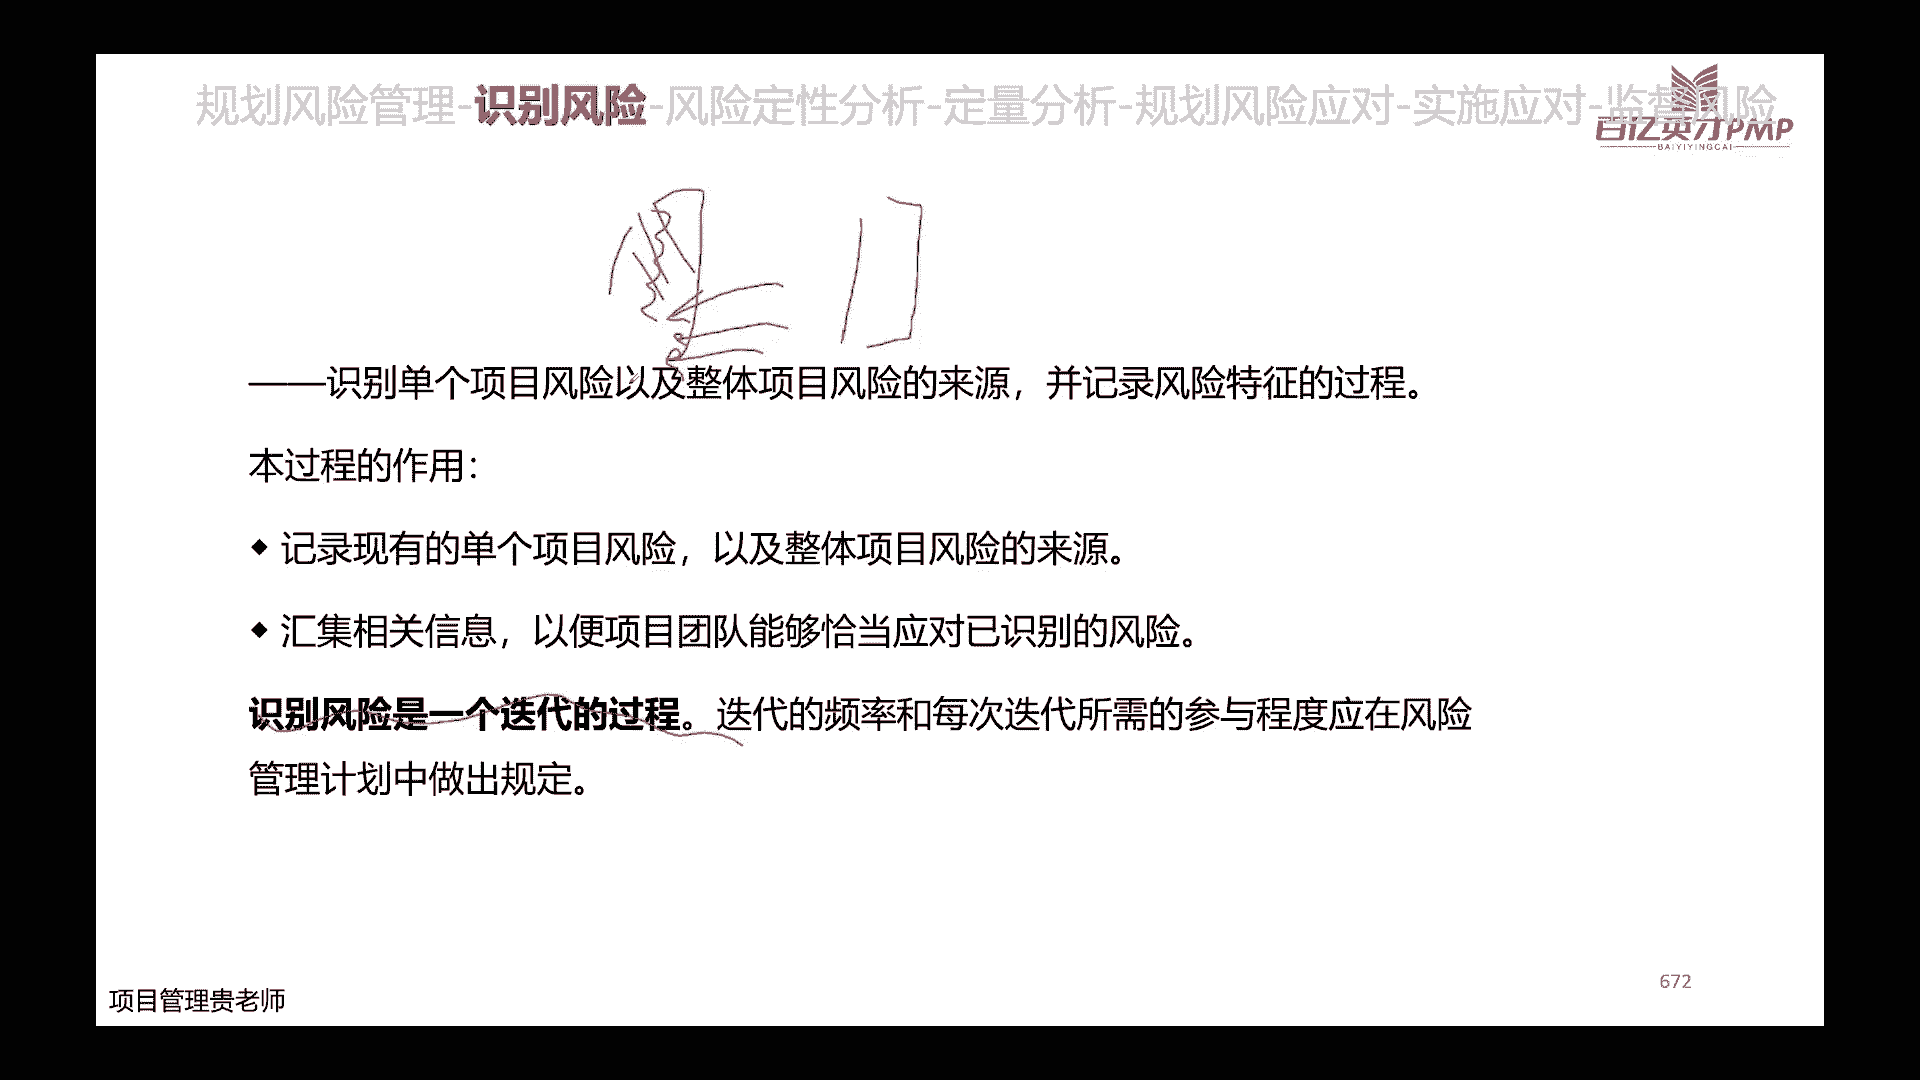 规划风险管理-识别风险-风险定性分析-定量分析-规划风险应对-实施应对-监督风险
百亿英才PMP
BAIYIYINGCAI
——识别单个项目风险以及整体项目风险的来源，并记录风险特征的过程。
本过程的作用：
◆ 记录现有的单个项目风险，以及整体项目风险的来源。
◆ 汇集相关信息，以便项目团队能够恰当应对已识别的风险。
识别风险是一个迭代的过程。迭代的频率和每次迭代所需的参与程度应在风险
管理计划中做出规定。
672
项目管理贵老师